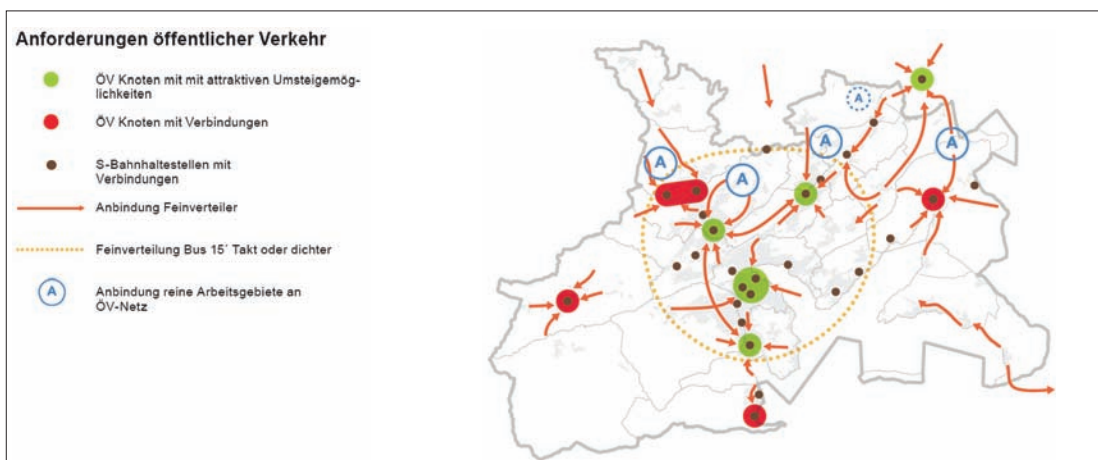 Anforderungen öffentlicher Verkehr
ÖV Knoten mit mit attraktiven Umsteigemög-
lichkeiten
ÖV Knoten mit Verbindungen
S-Bahnhaltestellen mit
Verbindungen
Anbindung Feinverteiler
Feinverteilung Bus 15´ Takt oder dichter
A
Anbindung reine Arbeitsgebiete an
ÖV-Netz
A
A
A
A
A